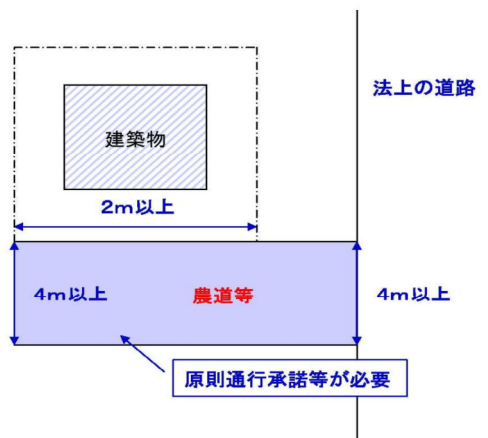 法上の道路
建築物
2m以上
4m以上
農道等
4m以上
原則通行承諾等が必要